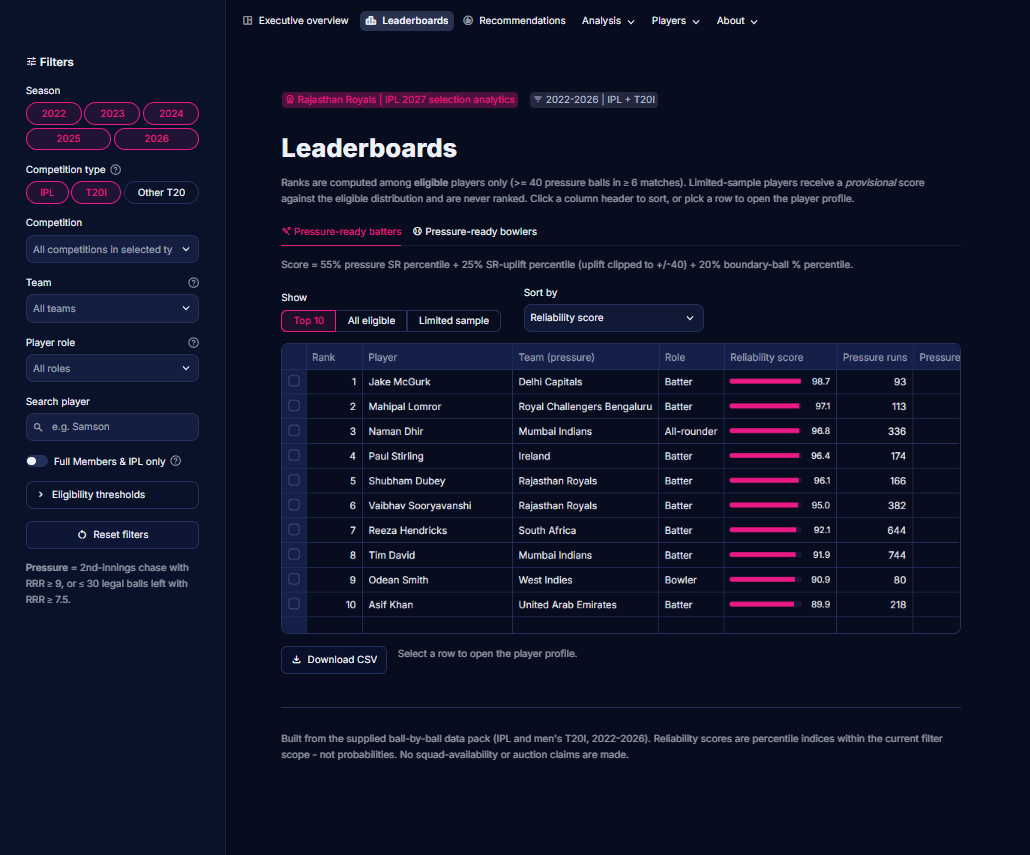 Executive overview
Leaderboards
Recommendations
Analysis
Players
About
Filters
Season
2022
2023
2024
2025
2026
Competition type
IPL
T20I
Other T20
Competition
All competitions in selected ty
Team
All teams
Player role
All roles
Search player
e.g. Samson
Full Members & IPL only
Eligibility thresholds
Reset filters
Pressure = 2nd-innings chase with
RRR ≥ 9, or ≤ 30 legal balls left with
RRR ≥ 7.5.
Rajasthan Royals | IPL 2027 selection analytics
2022-2026 | IPL + T20I
Leaderboards
Ranks are computed among eligible players only (>= 40 pressure balls in ≥ 6 matches). Limited-sample players receive a provisional score
against the eligible distribution and are never ranked. Click a column header to sort, or pick a row to open the player profile.
Pressure-ready batters
Pressure-ready bowlers
Score = 55% pressure SR percentile + 25% SR-uplift percentile (uplift clipped to +/-40) + 20% boundary-ball % percentile.
Show
Top 10
All eligible
Limited sample
Sort by
Reliability score
Rank Player Team (pressure) Role Reliability score Pressure runs Pressure
1 Jake McGurk Delhi Capitals Batter 98.7 93
2 Mahipal Lomror Royal Challengers Bengaluru Batter 97.1 113
3 Naman Dhir Mumbai Indians All-rounder 96.8 336
4 Paul Stirling Ireland Batter 96.4 174
5 Shubham Dubey Rajasthan Royals Batter 96.1 166
6 Vaibhav Sooryavanshi Rajasthan Royals Batter 95.0 382
7 Reeza Hendricks South Africa Batter 92.1 644
8 Tim David Mumbai Indians Batter 91.9 744
9 Odean Smith West Indies Bowler 90.9 80
10 Asif Khan United Arab Emirates Batter 89.9 218
Download CSV
Select a row to open the player profile.
Built from the supplied ball-by-ball data pack (IPL and men's T20I, 2022-2026). Reliability scores are percentile indices within the current filter
scope - not probabilities. No squad-availability or auction claims are made.